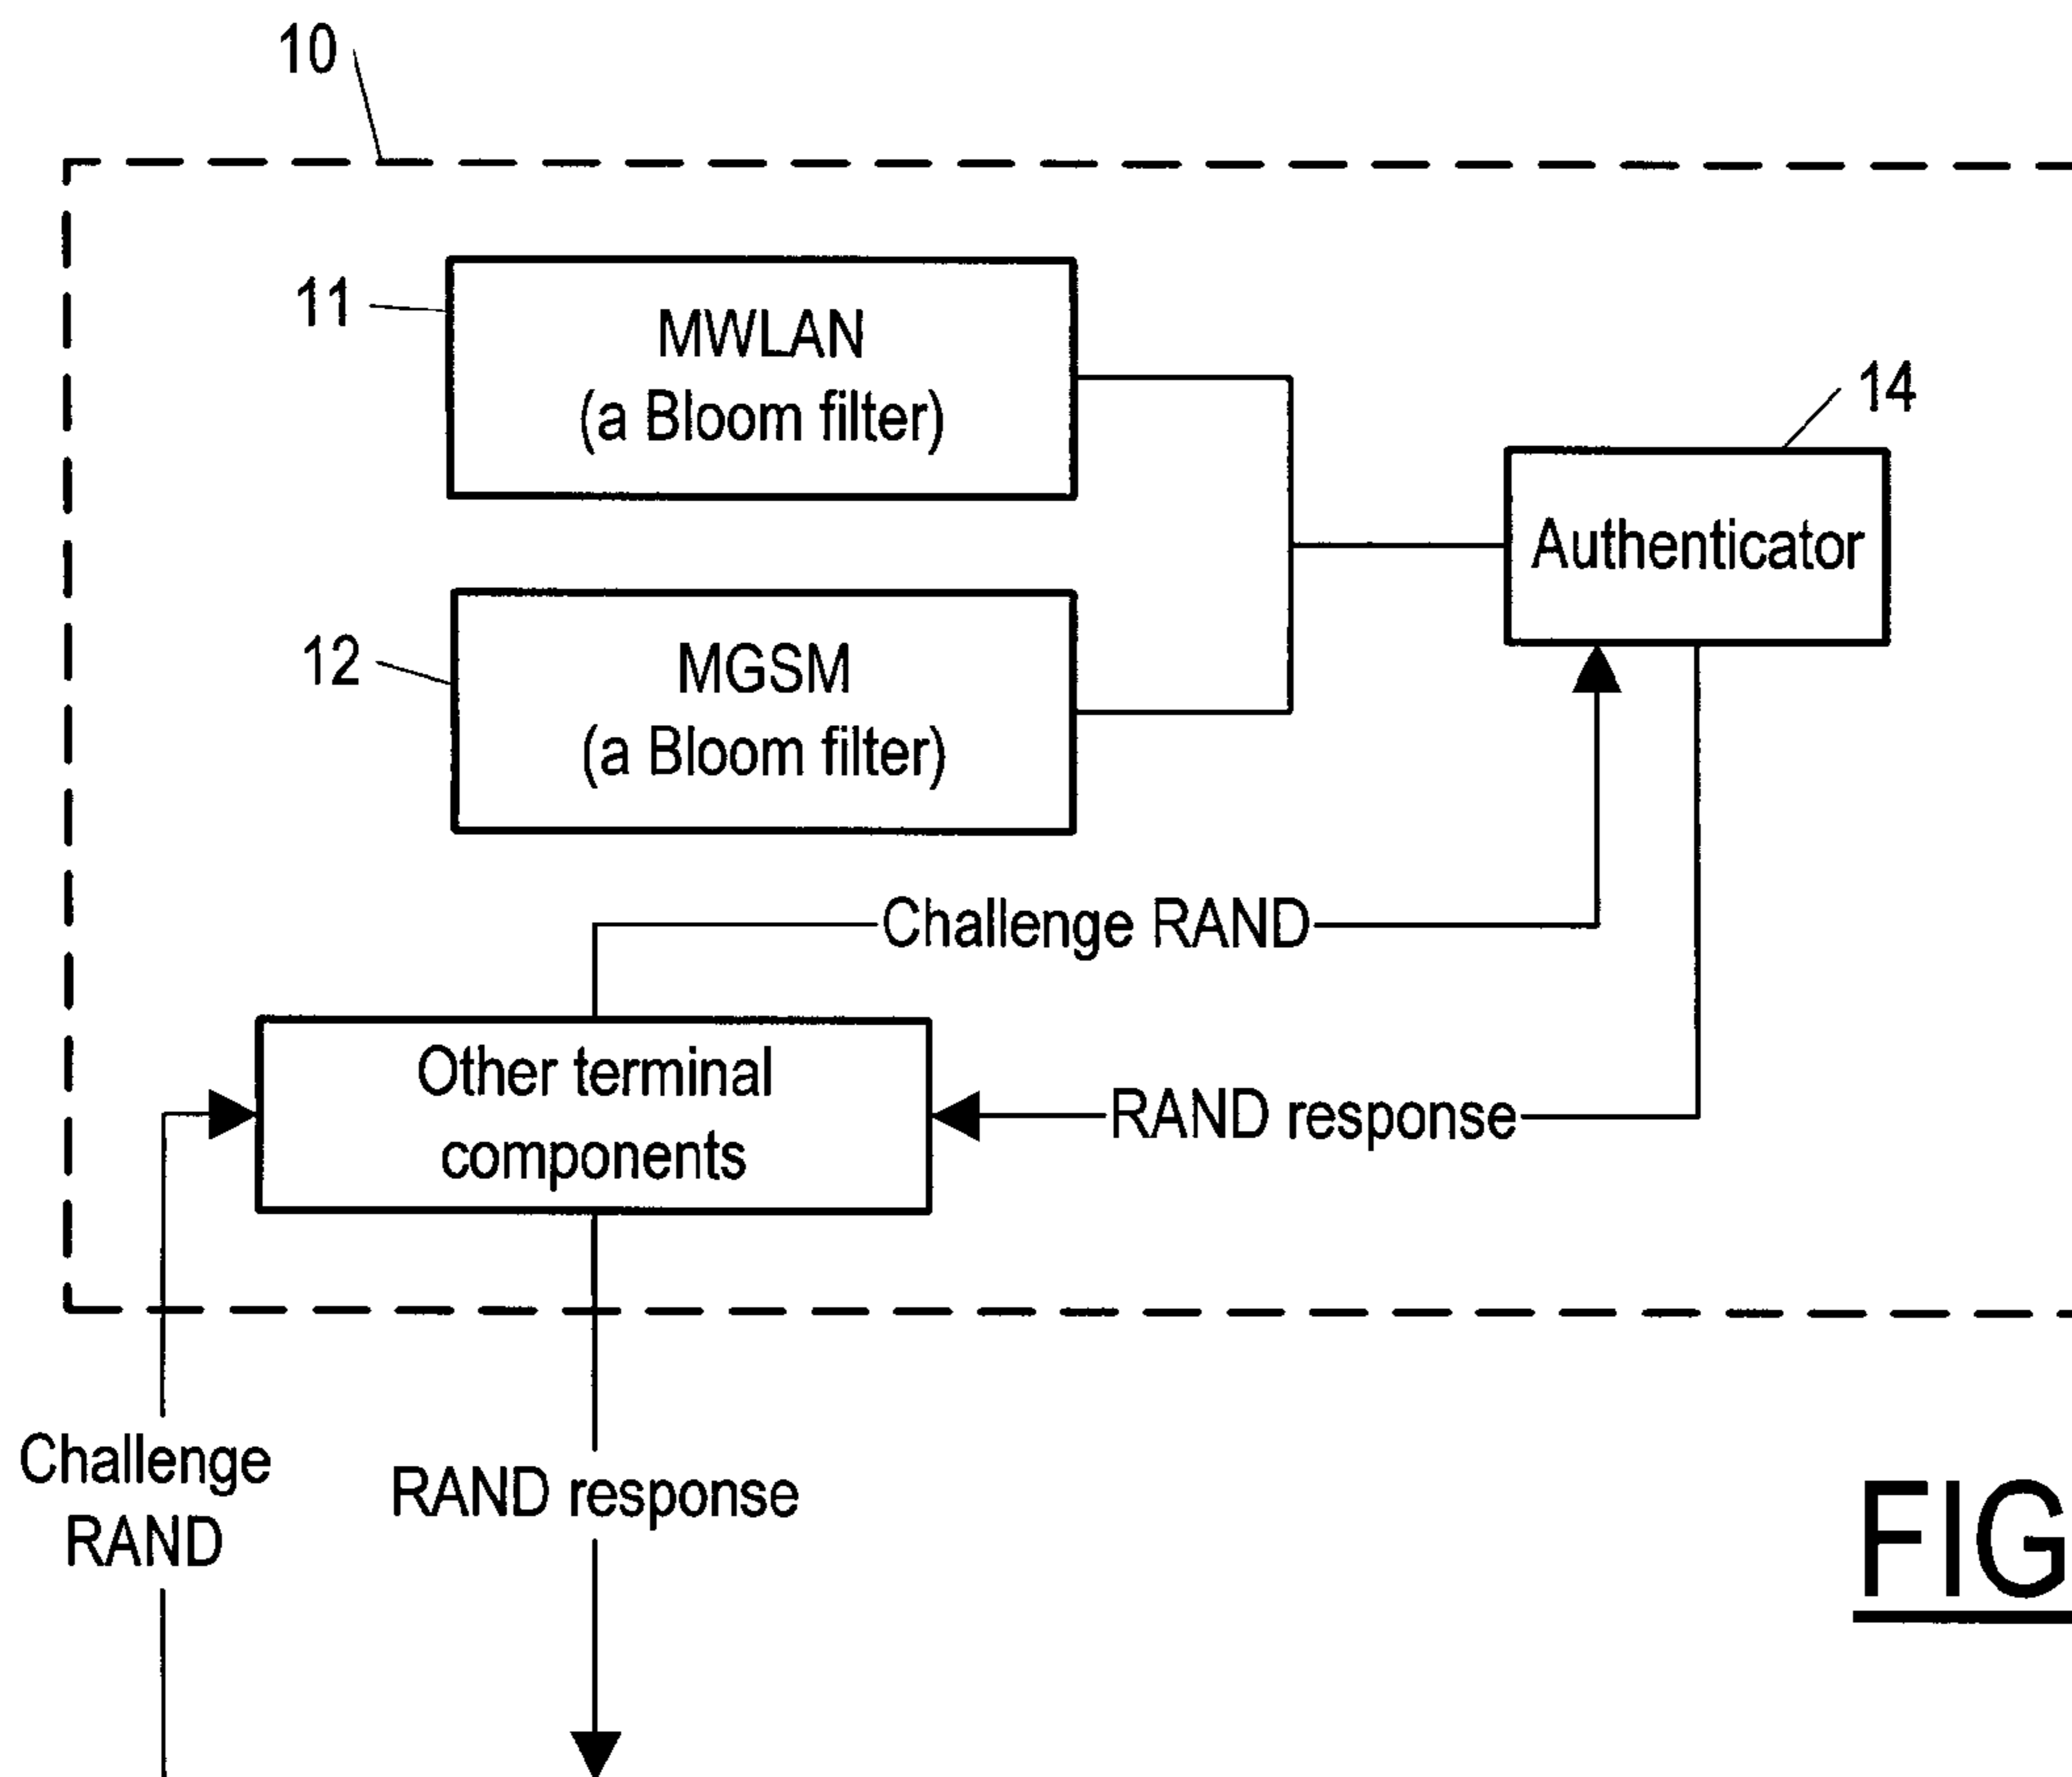 10
11
MWLAN
(a Bloom filter)
14
Authenticator
12
MGSM
(a Bloom filter)
Challenge RAND
Other terminal
components
RAND response
Challenge
RAND
RAND response
FIG